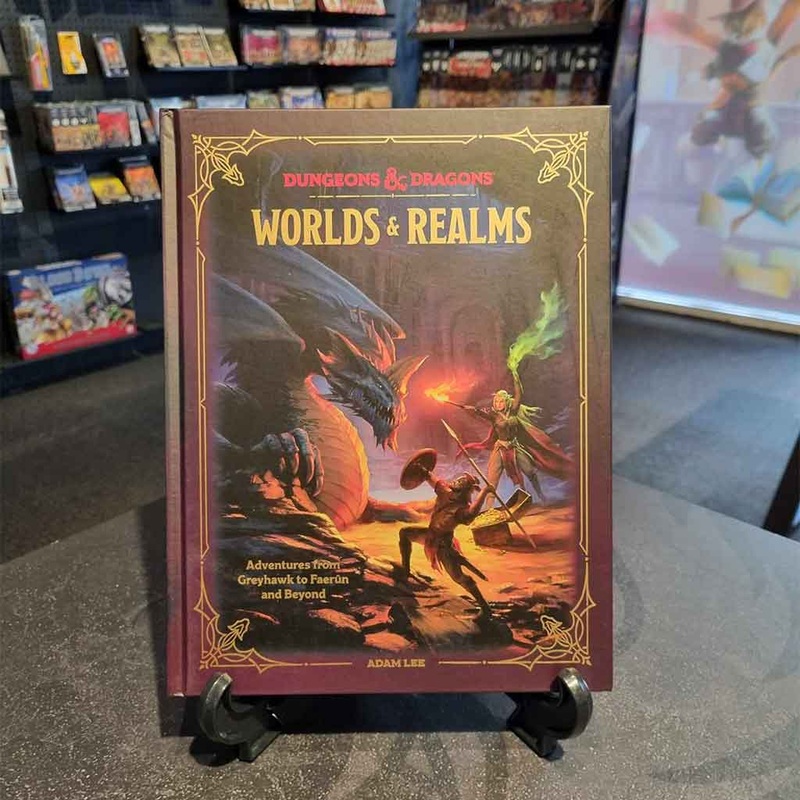 DUNGEONS & DRAGONS
WORLDS & REALMS
Adventures from
Greyhawk to Faerûn
and Beyond
ADAM LEE